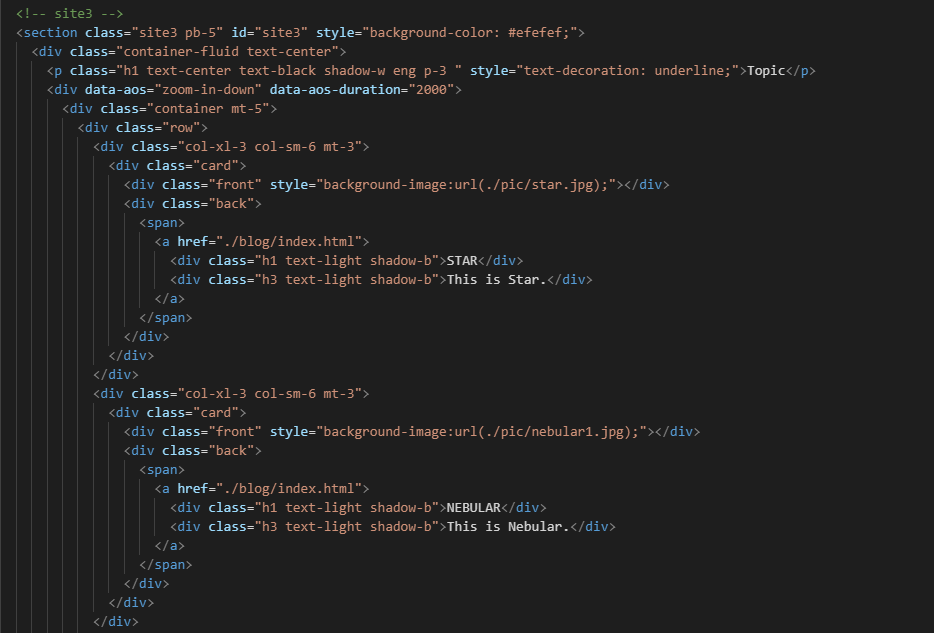 <!-- site3 -->
<section class="site3 pb-5" id="site3" style="background-color: #efefef;">
<div class="container-fluid text-center">
<p class="h1 text-center text-black shadow-w eng p-3 " style="text-decoration: underline;">Topic</p>
<div data-aos="zoom-in-down" data-aos-duration="2000">
<div class="container mt-5">
<div class="row">
<div class="col-xl-3 col-sm-6 mt-3">
<div class="card">
<div class="front" style="background-image:url(./pic/star.jpg);"></div>
<div class="back">
<span>
<a href="./blog/index.html">
<div class="h1 text-light shadow-b">STAR</div>
<div class="h3 text-light shadow-b">This is Star.</div>
</a>
</span>
</div>
</div>
</div>
<div class="col-xl-3 col-sm-6 mt-3">
<div class="card">
<div class="front" style="background-image:url(./pic/nebular1.jpg);"></div>
<div class="back">
<span>
<a href="./blog/index.html">
<div class="h1 text-light shadow-b">NEBULAR</div>
<div class="h3 text-light shadow-b">This is Nebular.</div>
</a>
</span>
</div>
</div>
</div>